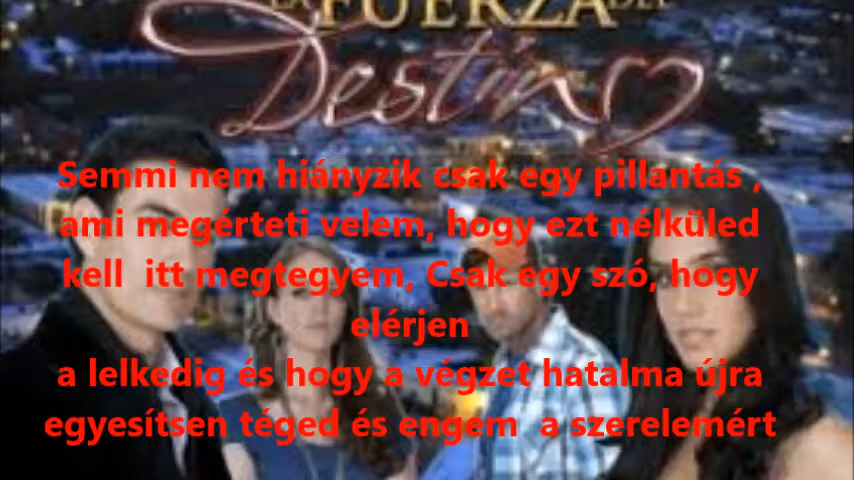 LA FUERZA DEL
Destino
Semmi nem hiányzik csak egy pillantás ,
ami megérteti velem, hogy ezt nélküled
kell itt megtegyem, Csak egy szó, hogy
elérjen
a lelkedig és hogy a végzet hatalma újra
egyesítsen téged és engem a szerelemért